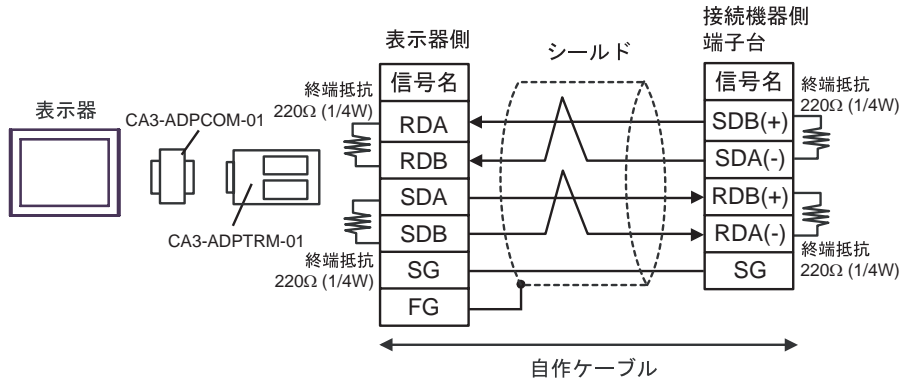 接続機器側
端子台
表示器側
シールド
信号名
信号名
終端抵抗
220Ω (1/4W)
終端抵抗
220Ω (1/4W)
表示器
CA3-ADPCOM-01
RDA
SDB(+)
RDB
SDA(-)
SDA
RDB(+)
SDB
RDA(-)
CA3-ADPTRM-01
終端抵抗
220Ω (1/4W)
SG
SG
終端抵抗
220Ω (1/4W)
FG
自作ケーブル